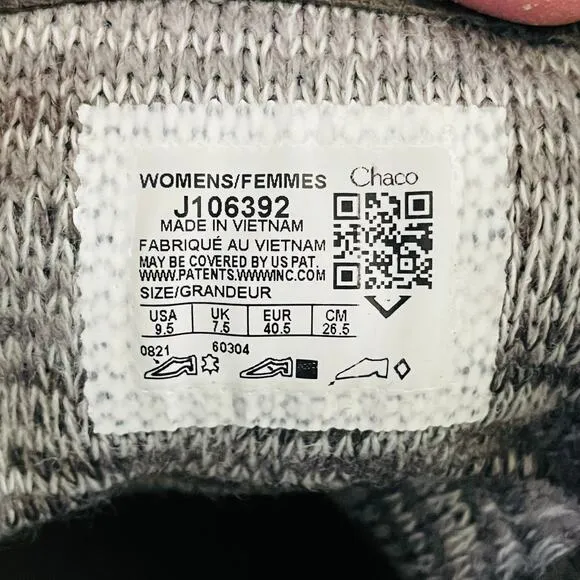 WOMENS/FEMMES Chaco
J106392
MADE IN VIETNAM
FABRIQUÉ AU VIETNAM
MAY BE COVERED BY US PAT.
WWW.PATENTS.WWWINC.COM
SIZE/GRANDEUR
USA UK EUR CM
9.5 7.5 40.5 26.5
0821 60304